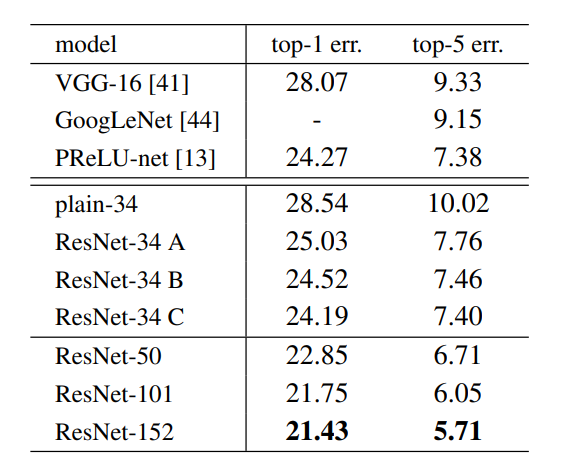 model top-1 err. top-5 err.
VGG-16 [41] 28.07 9.33
GoogLeNet [44] - 9.15
PReLU-net [13] 24.27 7.38
plain-34 28.54 10.02
ResNet-34 A 25.03 7.76
ResNet-34 B 24.52 7.46
ResNet-34 C 24.19 7.40
ResNet-50 22.85 6.71
ResNet-101 21.75 6.05
ResNet-152 21.43 5.71